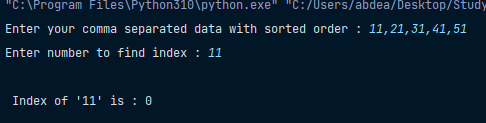 "C:\Program Files\Python310\python.exe" "C:/Users/abdea/Desktop/Study
Enter your comma separated data with sorted order : 11,21,31,41,51
Enter number to find index : 11
Index of '11' is : 0